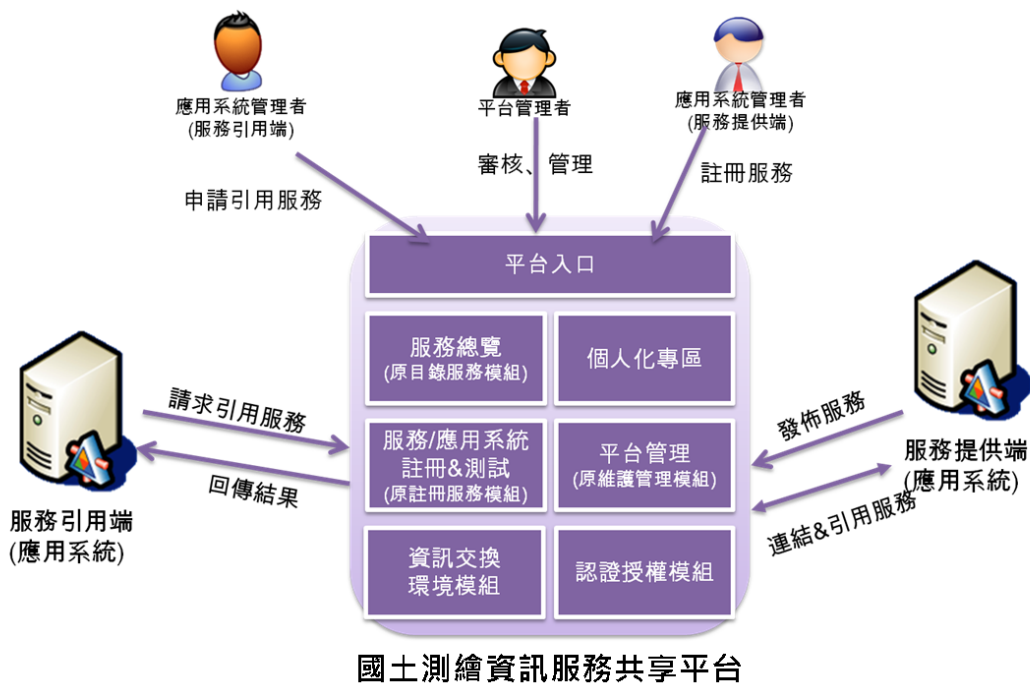 應用系統管理者
(服務引用端)
平台管理者
應用系統管理者
(服務提供端)
申請引用服務
審核、管理
註冊服務
平台入口
服務總覽
(原目錄服務模組)
個人化專區
請求引用服務
回傳結果
服務引用端
(應用系統)
服務/應用系統
註冊&測試
(原註冊服務模組)
平台管理
(原維護管理模組)
發佈服務
服務提供端
(應用系統)
連結&引用服務
資訊交換
環境模組
認證授權模組
國土測繪資訊服務共享平台